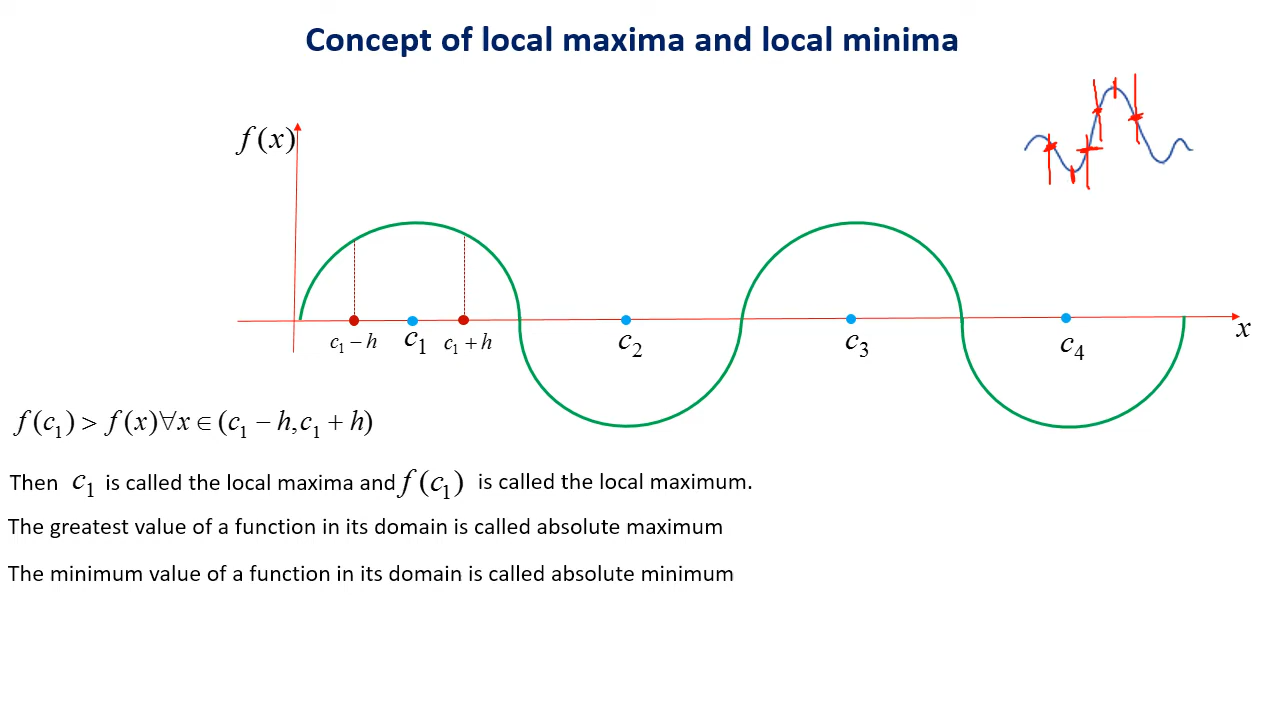 Concept of local maxima and local minima
f(x)
c₁ − h c₁ c₁ + h c₂ c₃ c₄ x
f(c₁) > f(x)∀x ∈ (c₁ − h, c₁ + h)
Then c₁ is called the local maxima and f(c₁) is called the local maximum.
The greatest value of a function in its domain is called absolute maximum
The minimum value of a function in its domain is called absolute minimum